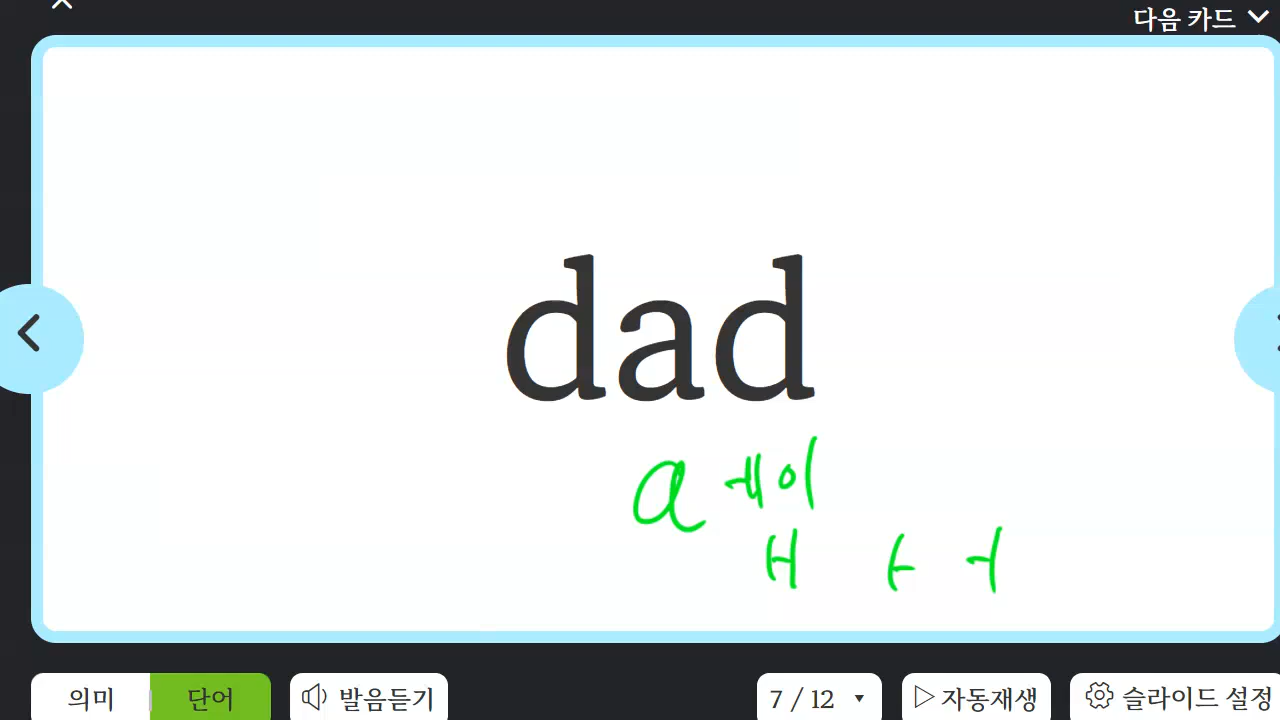 다음 카드
dad
a ㅔ이
ㅐ ㅏ ㅓ
의미 단어 발음듣기 7 / 12 자동재생 슬라이드 설정